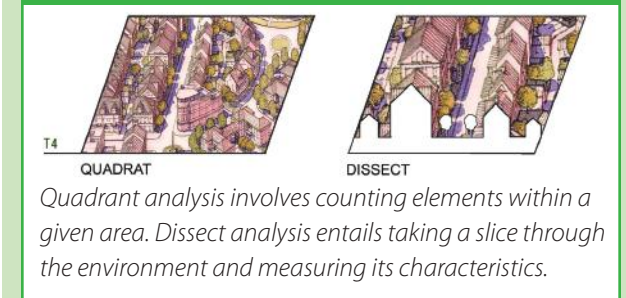 T4
QUADRAT DISSECT
Quadrant analysis involves counting elements within a
given area. Dissect analysis entails taking a slice through
the environment and measuring its characteristics.